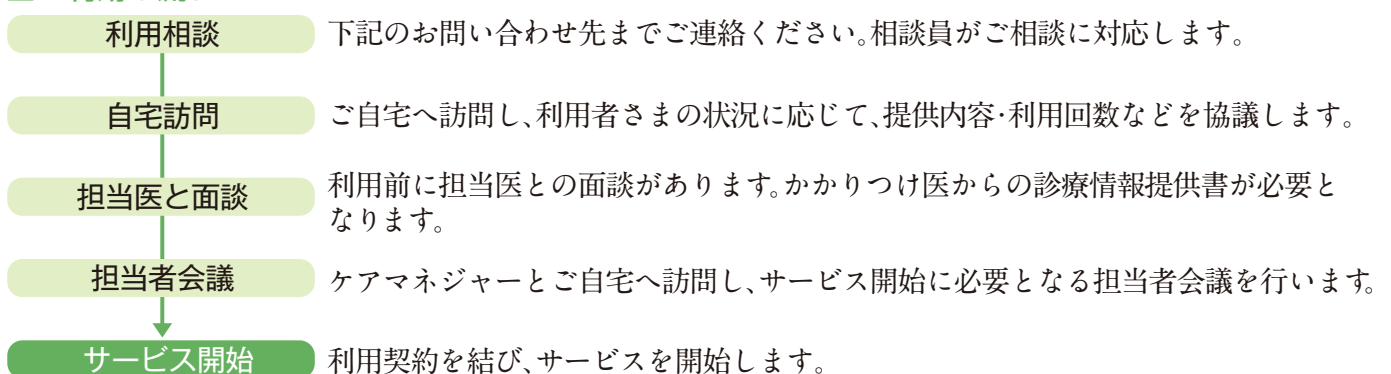 利用相談
下記のお問い合わせ先までご連絡ください。相談員がご相談に対応します。
自宅訪問
ご自宅へ訪問し、利用者さまの状況に応じて、提供内容・利用回数などを協議します。
担当医と面談
利用前に担当医との面談があります。かかりつけ医からの診療情報提供書が必要と
なります。
担当者会議
ケアマネジャーとご自宅へ訪問し、サービス開始に必要となる担当者会議を行います。
サービス開始
利用契約を結び、サービスを開始します。